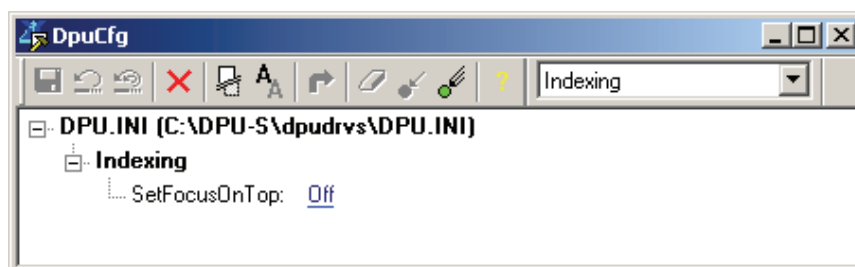 DpuCfg
Indexing
DPU.INI (C:\DPU-S\dpudrvs\DPU.INI)
Indexing
SetFocusOnTop: Off